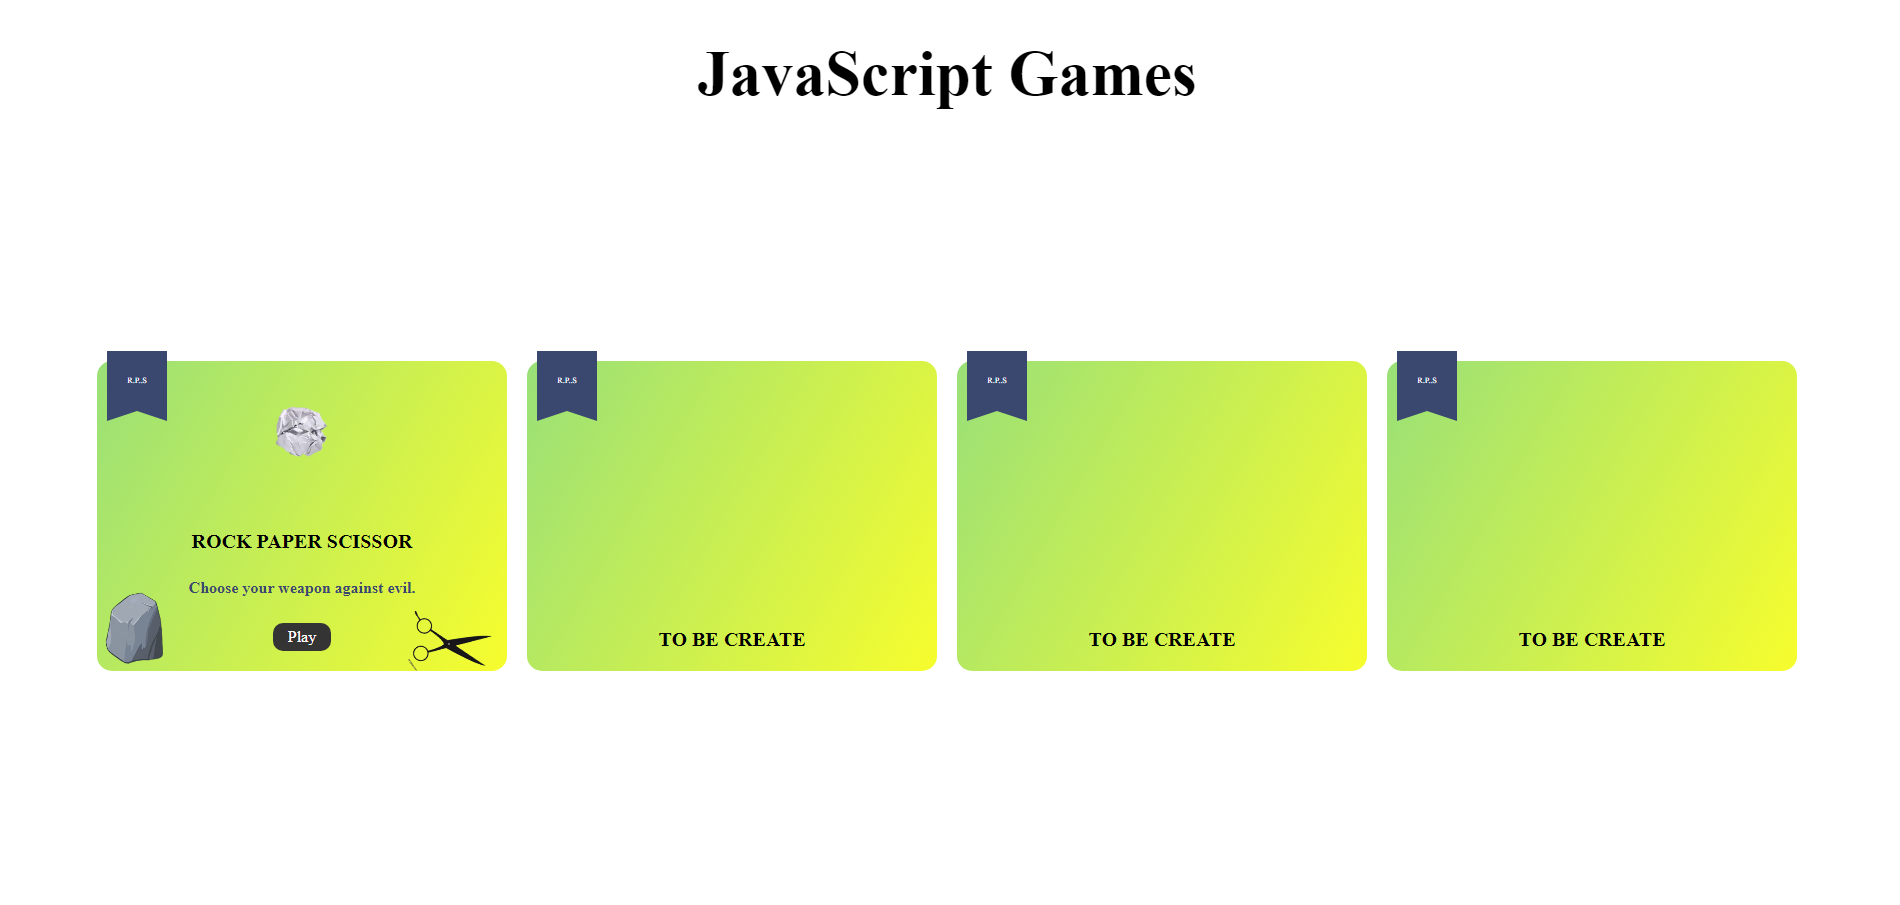 JavaScript Games
R.P..S
ROCK PAPER SCISSOR
Choose your weapon against evil.
Play
R.P..S
TO BE CREATE
R.P..S
TO BE CREATE
R.P..S
TO BE CREATE